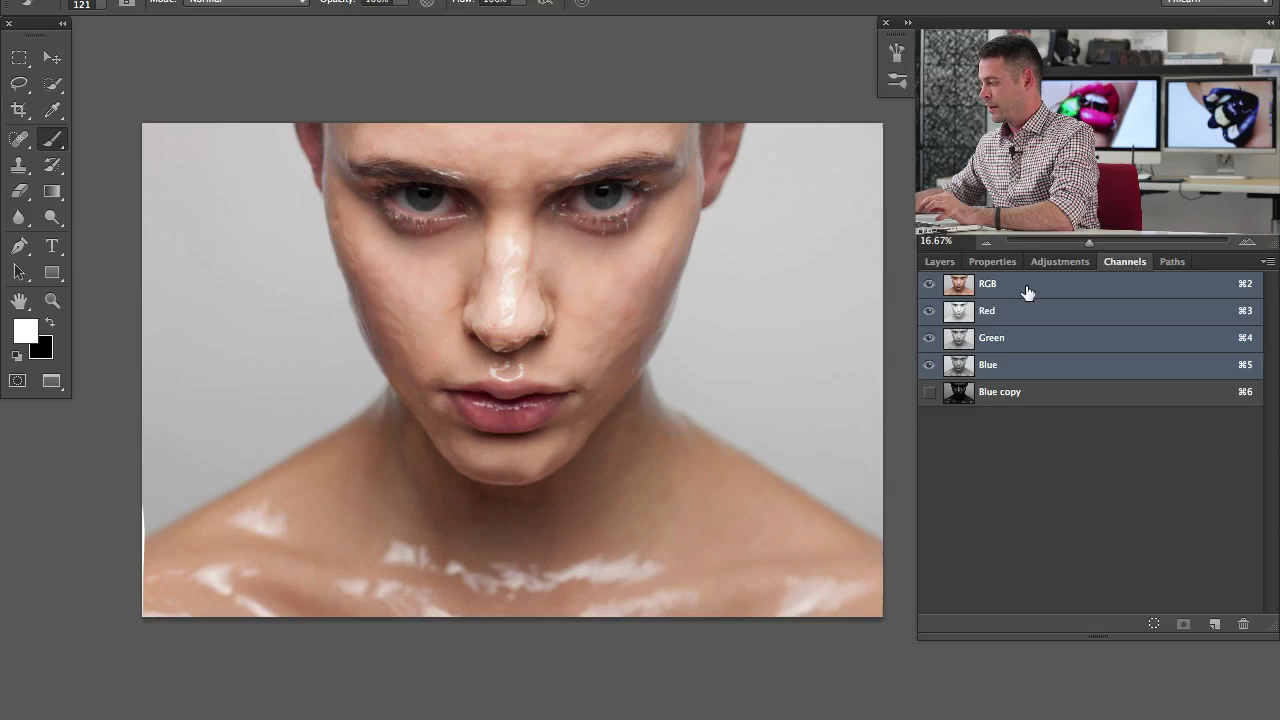 121
Mode:
Normal
Opacity:
100%
Flow:
100%
16.67%
Layers
Properties
Adjustments
Channels
Paths
RGB
⌘2
Red
⌘3
Green
⌘4
Blue
⌘5
Blue copy
⌘6
T